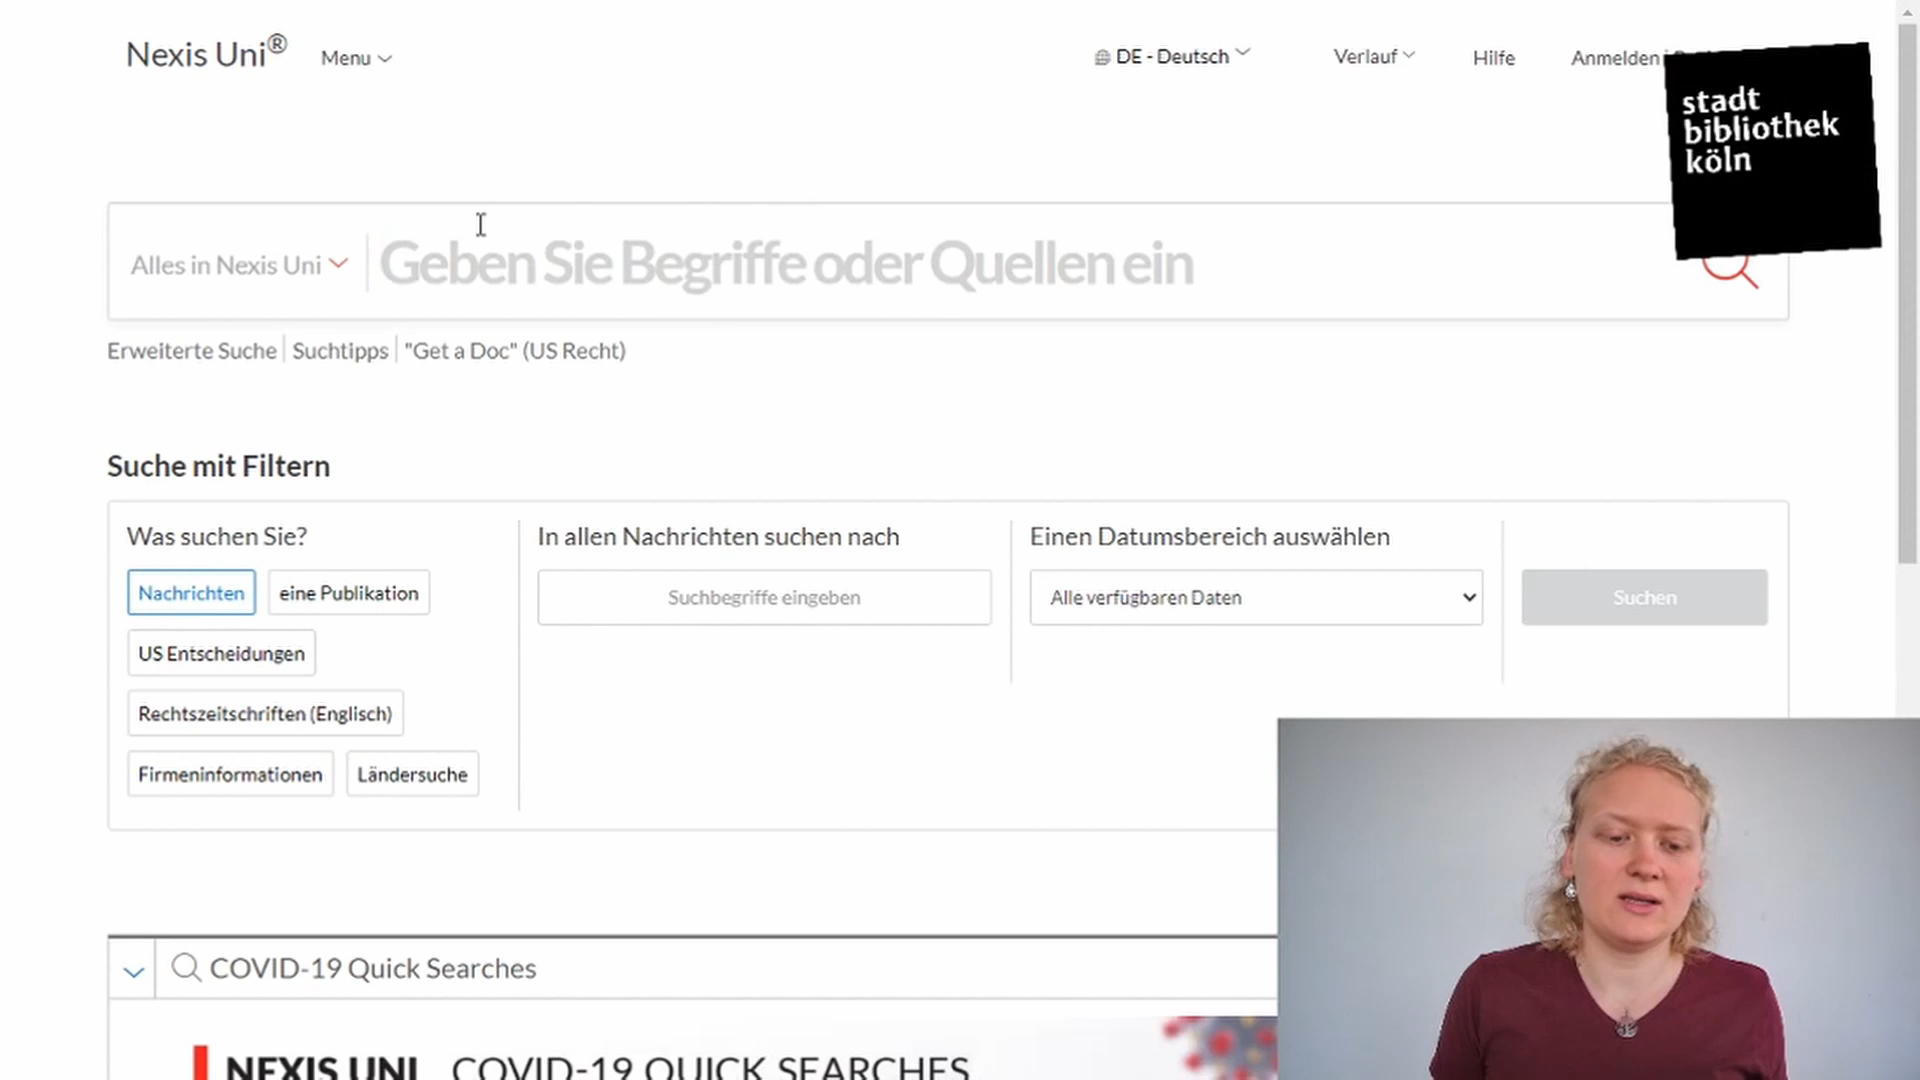 Nexis Uni®
Menu
DE - Deutsch
Verlauf
Hilfe
Anmelden
stadt
bibliothek
köln
Alles in Nexis Uni
Geben Sie Begriffe oder Quellen ein
Erweiterte Suche
Suchtipps
"Get a Doc" (US Recht)
Suche mit Filtern
Was suchen Sie?
Nachrichten
eine Publikation
US Entscheidungen
Rechtszeitschriften (Englisch)
Firmeninformationen
Ländersuche
In allen Nachrichten suchen nach
Suchbegriffe eingeben
Einen Datumsbereich auswählen
Alle verfügbaren Daten
Suchen
COVID-19 Quick Searches
NEXIS UNI COVID-19 QUICK SEARCHES